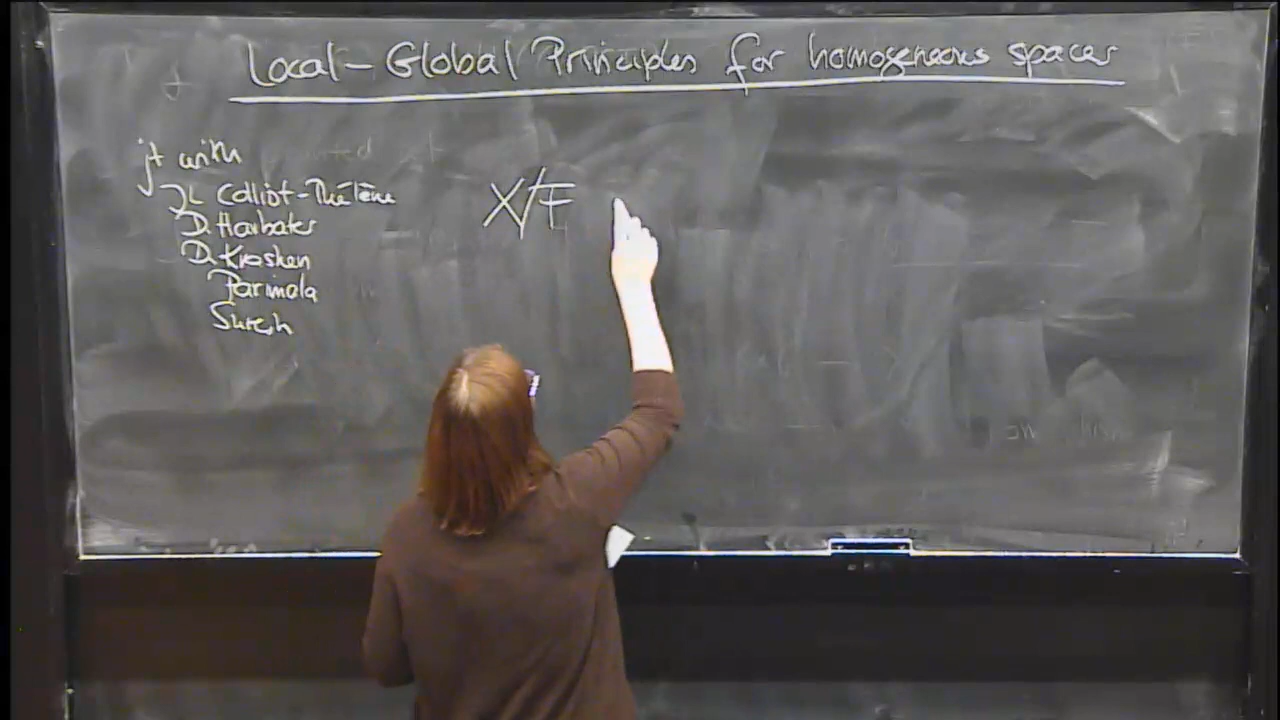 Local-Global Principles for homogeneous spaces
jt with
JL Colliot-Thélène
D. Harbater
D. Krashen
Parimala
Suresh
X/F